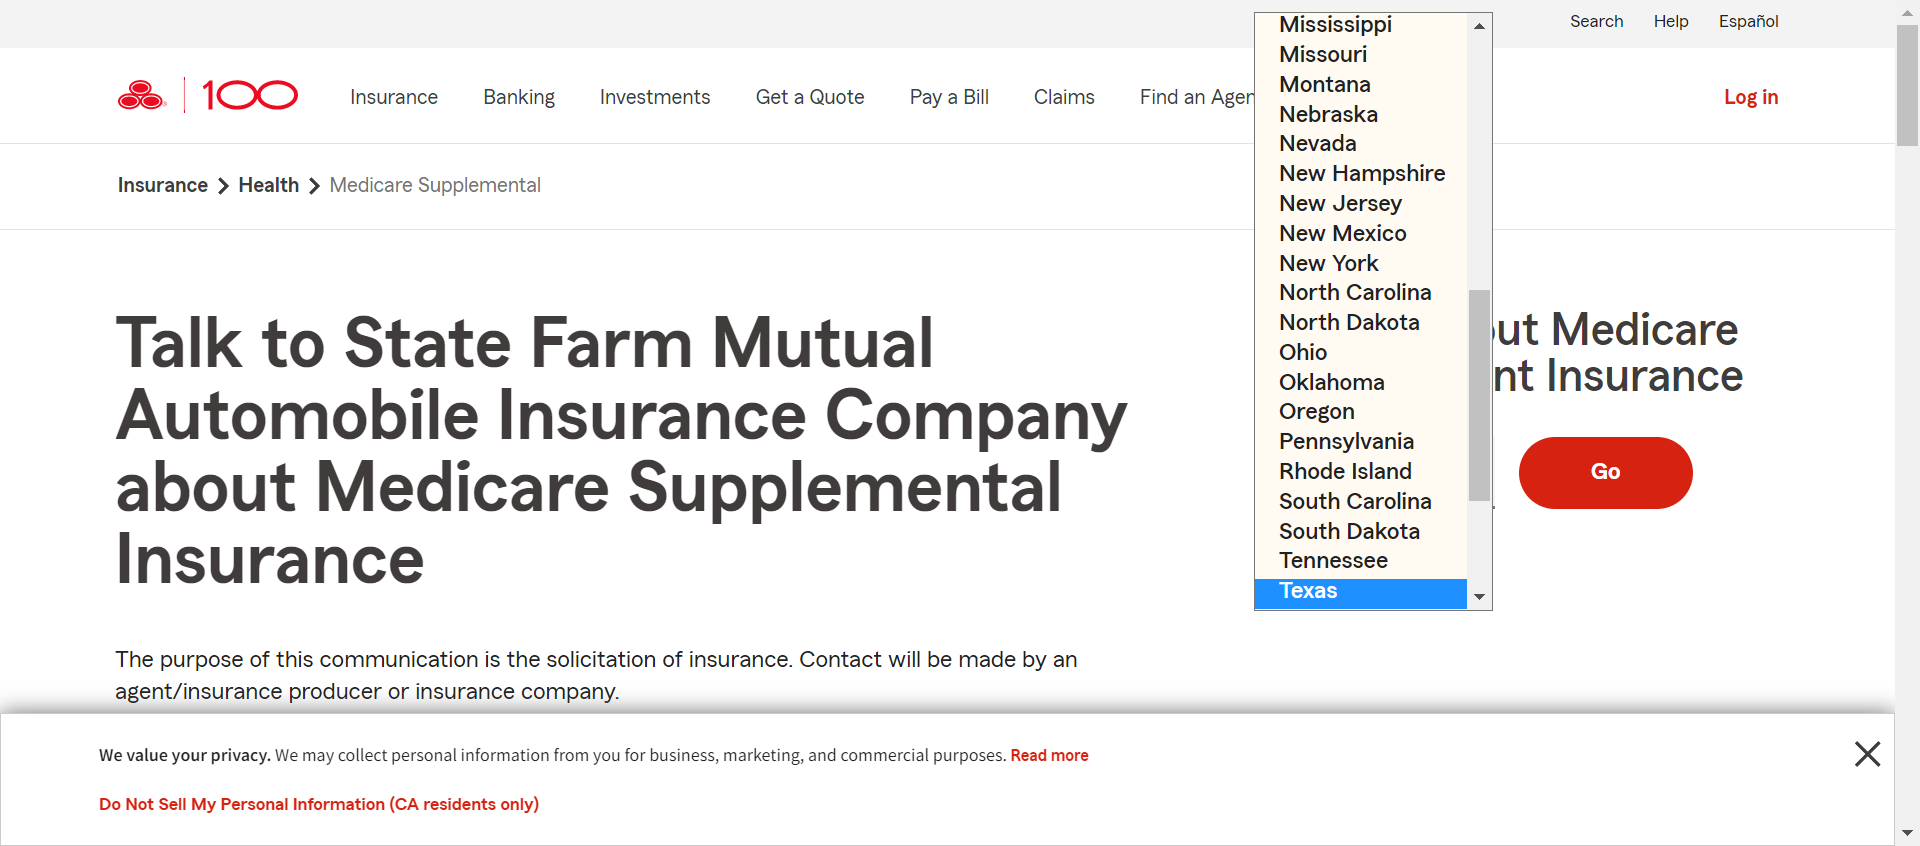 Search Help Español
100 Insurance Banking Investments Get a Quote Pay a Bill Claims Find an Agen Log in
Insurance Health Medicare Supplemental
Talk to State Farm Mutual
Automobile Insurance Company
about Medicare Supplemental
Insurance
The purpose of this communication is the solicitation of insurance. Contact will be made by an
agent/insurance producer or insurance company.
Mississippi
Missouri
Montana
Nebraska
Nevada
New Hampshire
New Jersey
New Mexico
New York
North Carolina
North Dakota
Ohio
Oklahoma
Oregon
Pennsylvania
Rhode Island
South Carolina
South Dakota
Tennessee
Texas
out Medicare
nt Insurance
Go
We value your privacy. We may collect personal information from you for business, marketing, and commercial purposes. Read more
Do Not Sell My Personal Information (CA residents only)